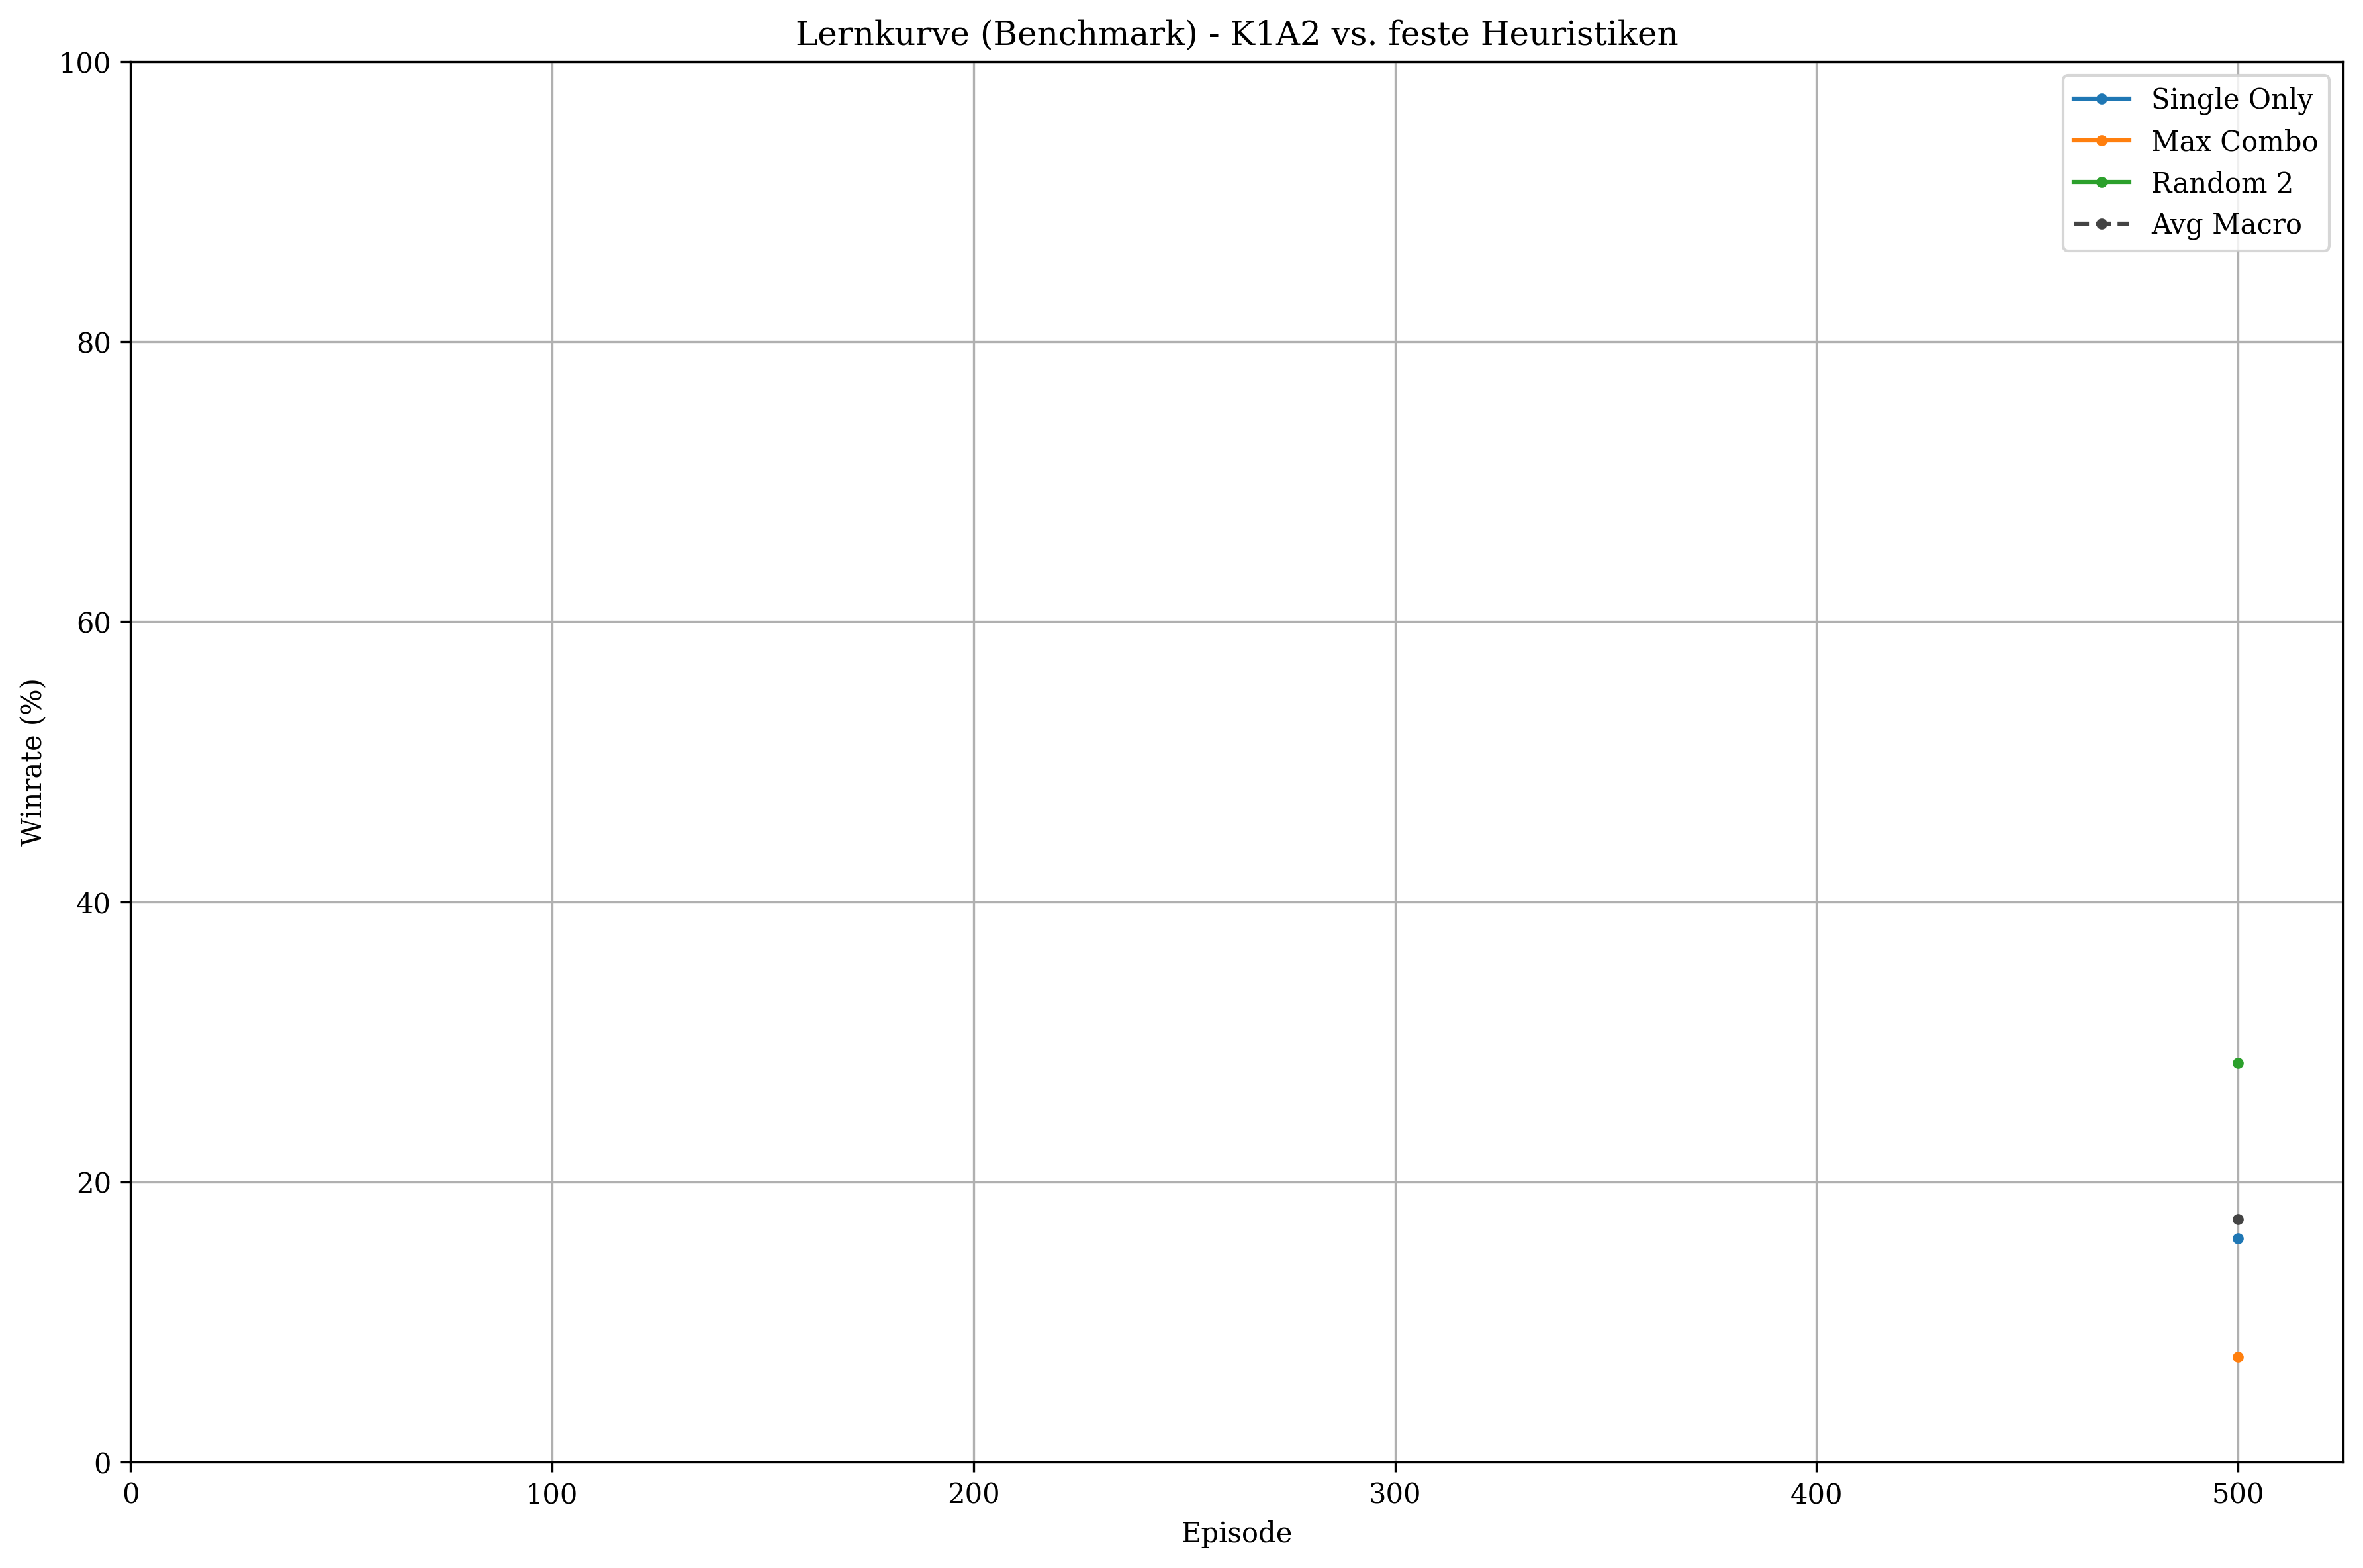 Lernkurve (Benchmark) - K1A2 vs. feste Heuristiken
100
80
60
40
20
0
Winrate (%)
Single Only
Max Combo
Random 2
Avg Macro
0 100 200 300 400 500
Episode